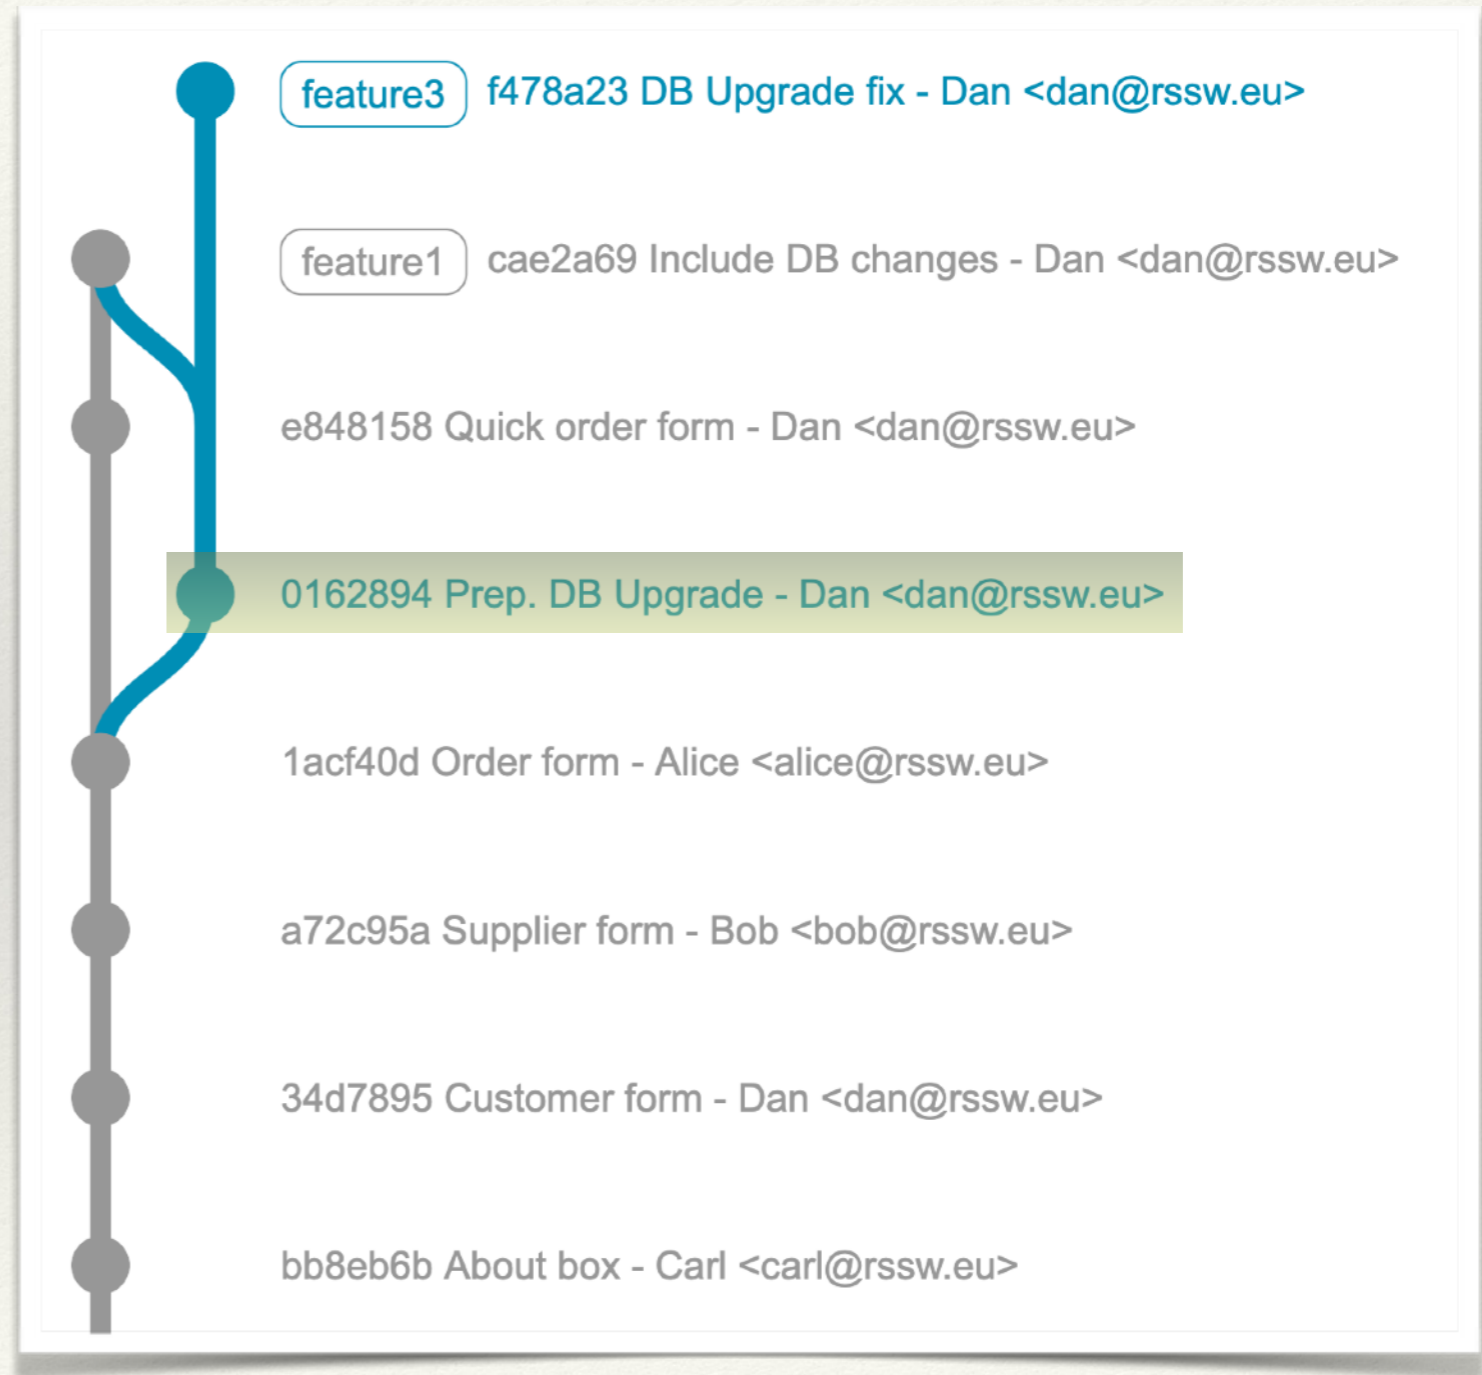 feature3 f478a23 DB Upgrade fix - Dan <dan@rssw.eu>
feature1 cae2a69 Include DB changes - Dan <dan@rssw.eu>
e848158 Quick order form - Dan <dan@rssw.eu>
0162894 Prep. DB Upgrade - Dan <dan@rssw.eu>
1acf40d Order form - Alice <alice@rssw.eu>
a72c95a Supplier form - Bob <bob@rssw.eu>
34d7895 Customer form - Dan <dan@rssw.eu>
bb8eb6b About box - Carl <carl@rssw.eu>